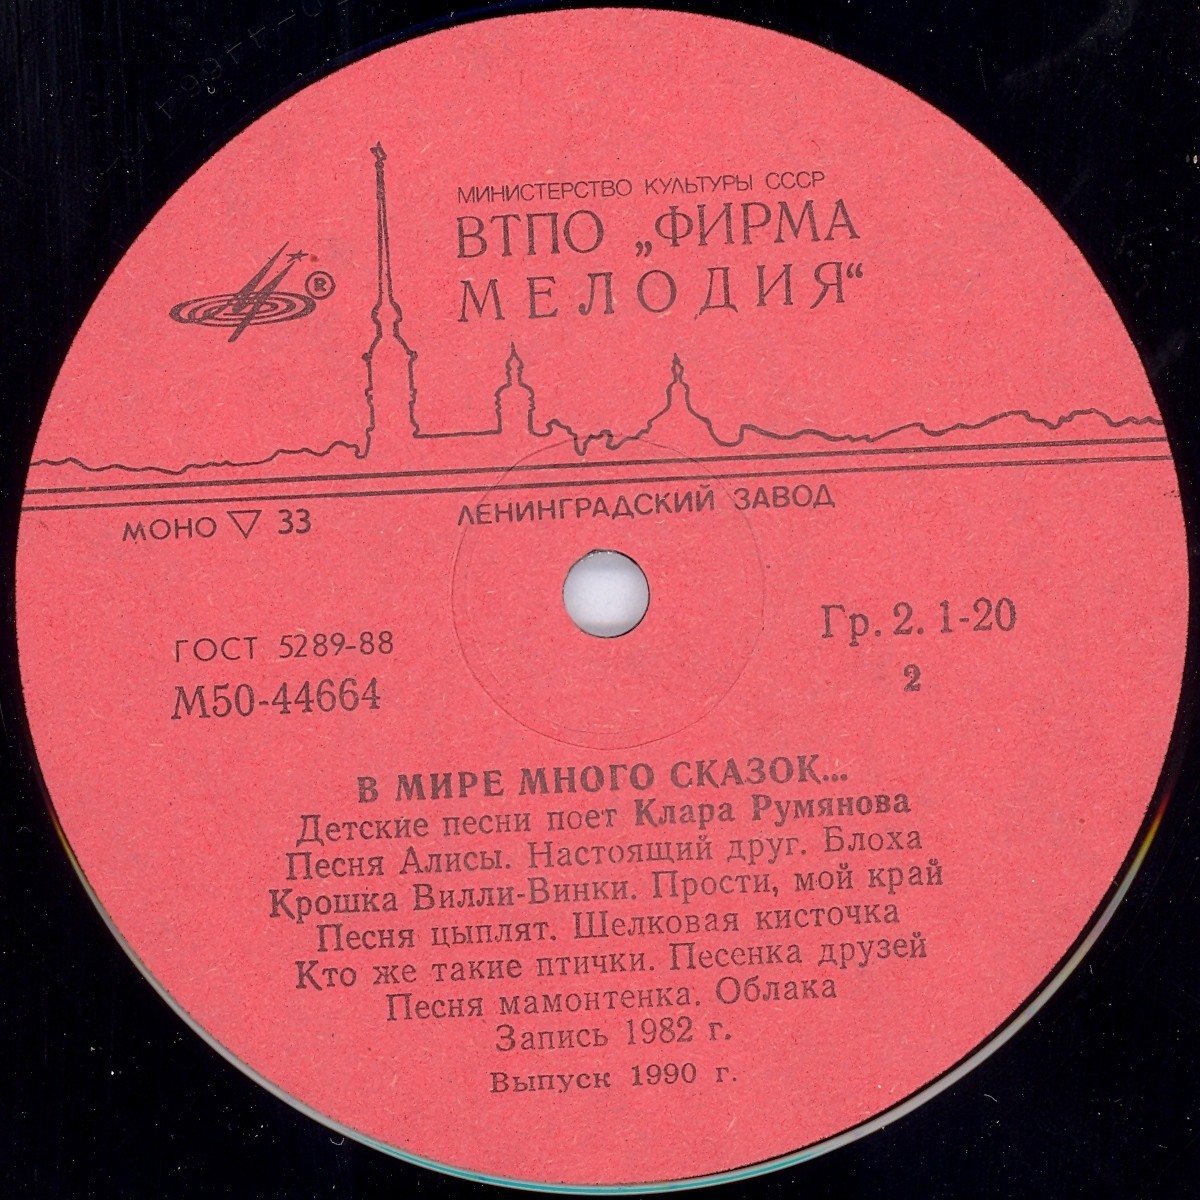 МИНИСТЕРСТВО КУЛЬТУРЫ СССР
ВТПО „ФИРМА
МЕЛОДИЯ“
®
МОНО ▽ 33
ЛЕНИНГРАДСКИЙ ЗАВОД
ГОСТ 5289-88
М50-44664
Гр. 2. 1-20
2
В МИРЕ МНОГО СКАЗОК...
Детские песни поет Клара Румянова
Песня Алисы. Настоящий друг. Блоха
Крошка Вилли-Винки. Прости, мой край
Песня цыплят. Шелковая кисточка
Кто же такие птички. Песенка друзей
Песня мамонтенка. Облака
Запись 1982 г.
Выпуск 1990 г.